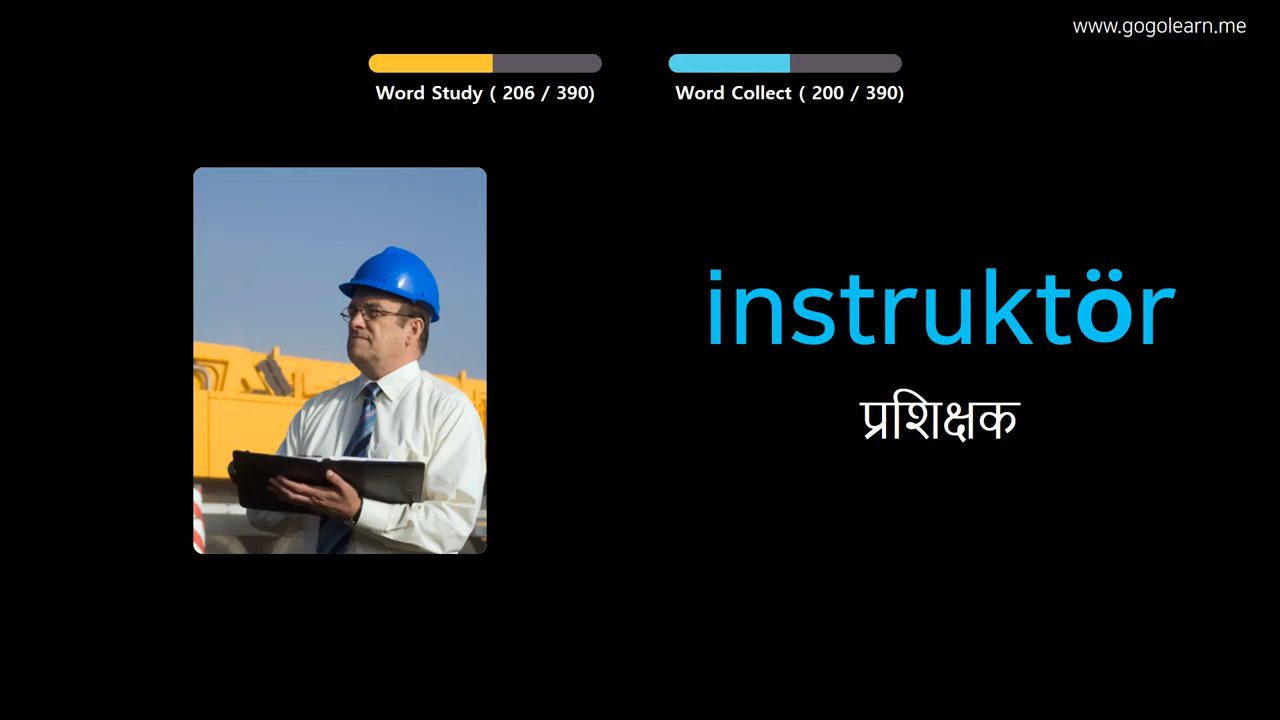 www.gogolearn.me
Word Study ( 206 / 390)
Word Collect ( 200 / 390)
instruktör
प्रशिक्षक